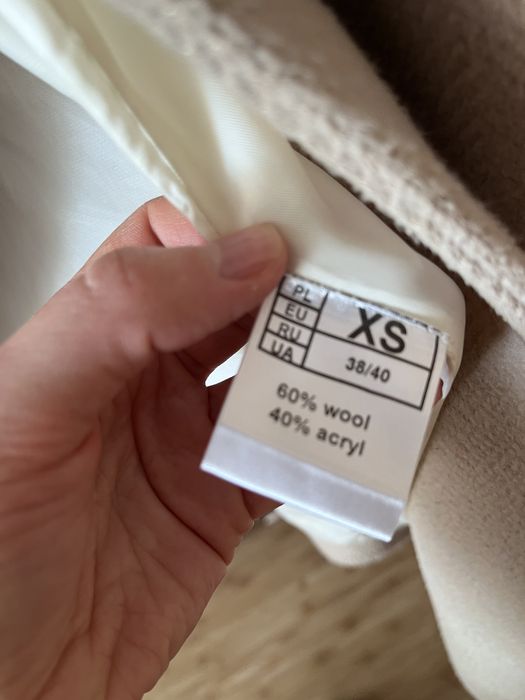 PL
EU
RU
UA
XS
38/40
60% wool
40% acryl